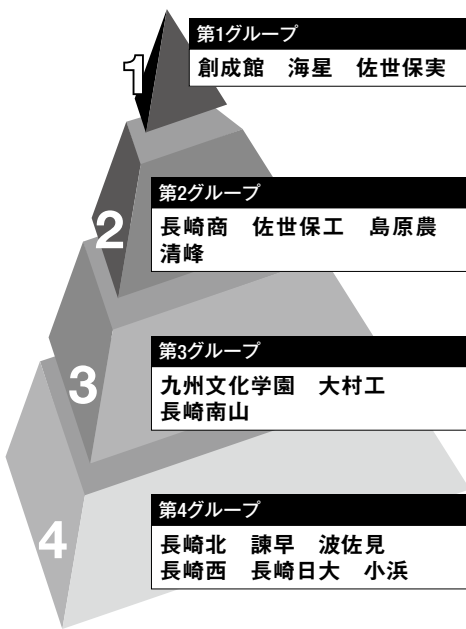 1
第1グループ
創成館　海星　佐世保実
2
第2グループ
長崎商　佐世保工　島原農
清峰
3
第3グループ
九州文化学園　大村工
長崎南山
4
第4グループ
長崎北　諫早　波佐見
長崎西　長崎日大　小浜